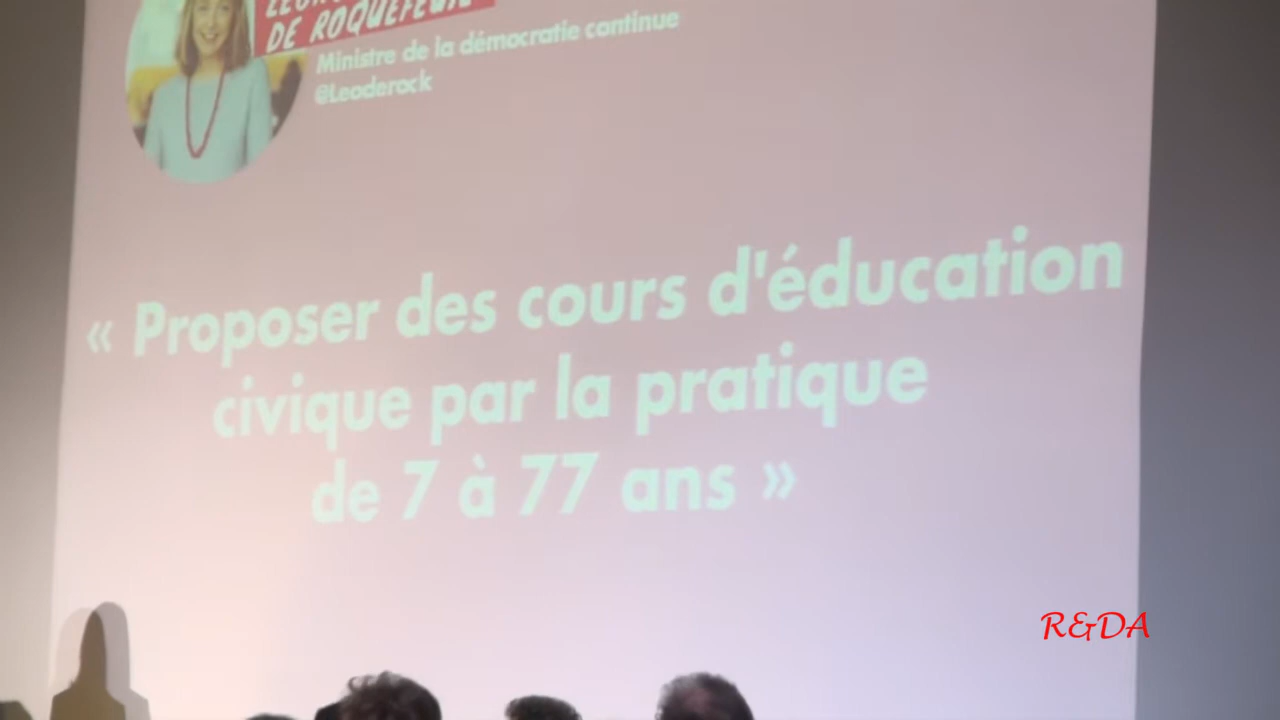 DE ROQUEFEUIL
Ministre de la démocratie continue
@Leaderock
« Proposer des cours d'éducation
civique par la pratique
de 7 à 77 ans »
R&DA